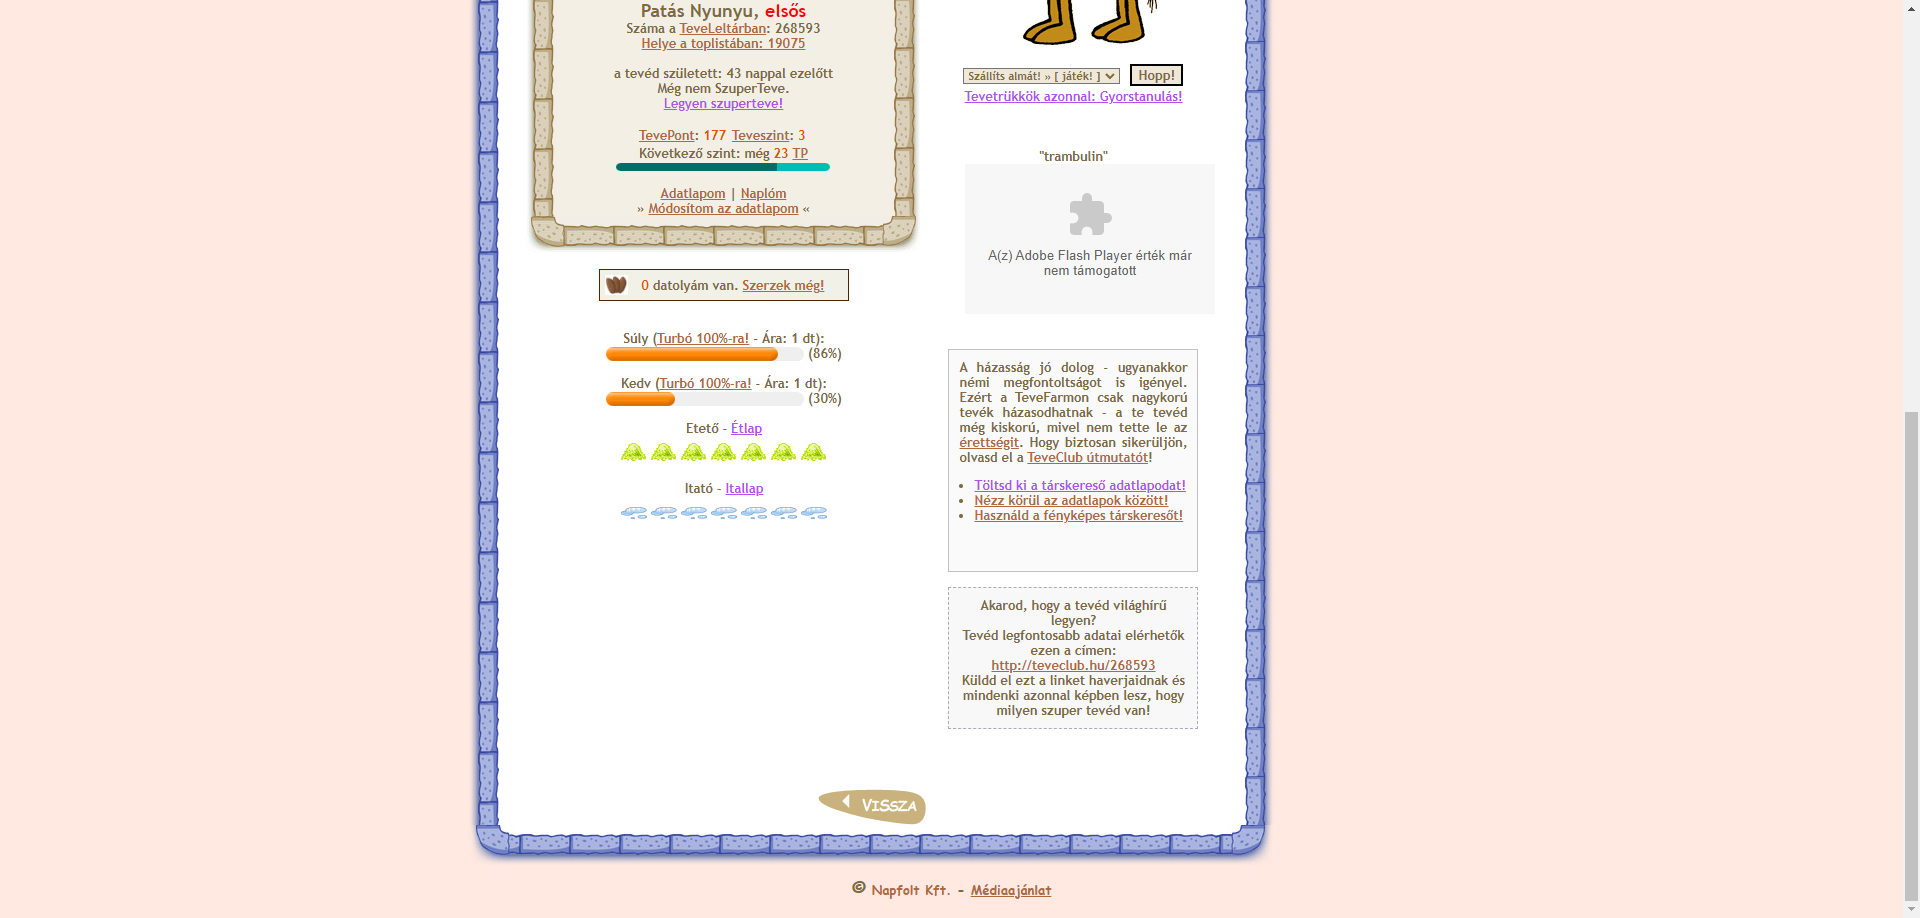 Patás Nyunyu, elsős
Száma a TeveLeltárban: 268593
Helye a toplistában: 19075
a tevéd született: 43 nappal ezelőtt
Még nem SzuperTeve.
Legyen szuperteve!
TevePont: 177 Teveszint: 3
Következő szint: még 23 TP
Adatlapom | Naplóm
» Módosítom az adatlapom «
0 datolyám van. Szerzek még!
Súly (Turbó 100%-ra! - Ára: 1 dt):
(86%)
Kedv (Turbó 100%-ra! - Ára: 1 dt):
(30%)
Etető - Étlap
Itató - Itallap
Szállíts almát! » [ játék! ] Hopp!
Tevetrükkök azonnal: Gyorstanulás!
"trambulin"
A(z) Adobe Flash Player érték már
nem támogatott
A házasság jó dolog - ugyanakkor
némi megfontoltságot is igényel.
Ezért a TeveFarmon csak nagykorú
tevék házasodhatnak - a te tevéd
még kiskorú, mivel nem tette le az
érettségit. Hogy biztosan sikerüljön,
olvasd el a TeveClub útmutatót!
• Töltsd ki a társkereső adatlapodat!
• Nézz körül az adatlapok között!
• Használd a fényképes társkeresőt!
Akarod, hogy a tevéd világhírű
legyen?
Tevéd legfontosabb adatai elérhetők
ezen a címen:
http://teveclub.hu/268593
Küldd el ezt a linket haverjaidnak és
mindenki azonnal képben lesz, hogy
milyen szuper tevéd van!
VISSZA
© Napfolt Kft. - Médiaajánlat